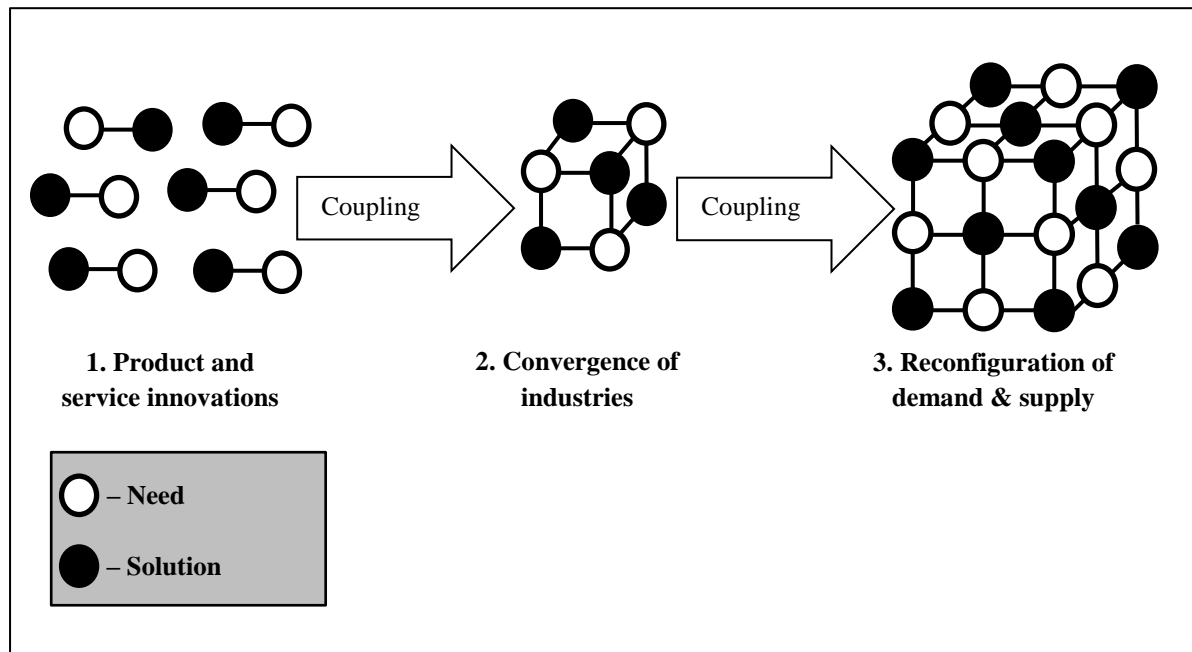 Coupling
Coupling
1. Product and
service innovations
2. Convergence of
industries
3. Reconfiguration of
demand & supply
– Need
– Solution